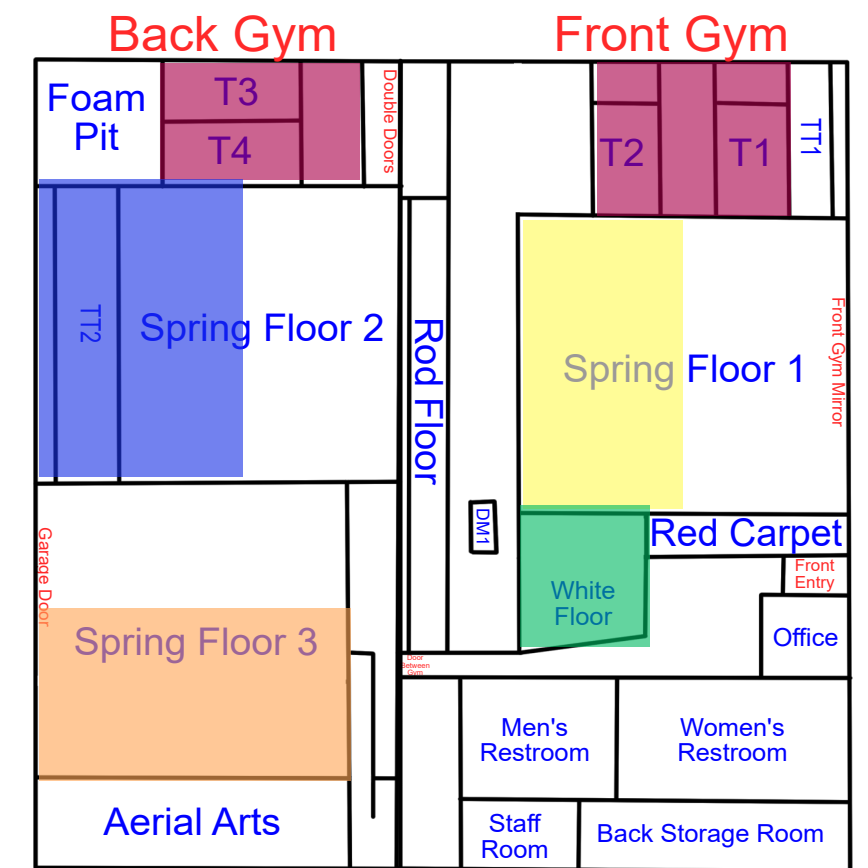 Back Gym
Front Gym
Foam
Pit
T3
T4
Double Doors
T2
T1
TT1
TT2
Spring Floor 2
Rod Floor
Spring Floor 1
Front Gym Mirror
DM1
Red Carpet
White
Floor
Front
Entry
Office
Garage Door
Spring Floor 3
Door
Between
Gym
Men's
Restroom
Women's
Restroom
Aerial Arts
Staff
Room
Back Storage Room